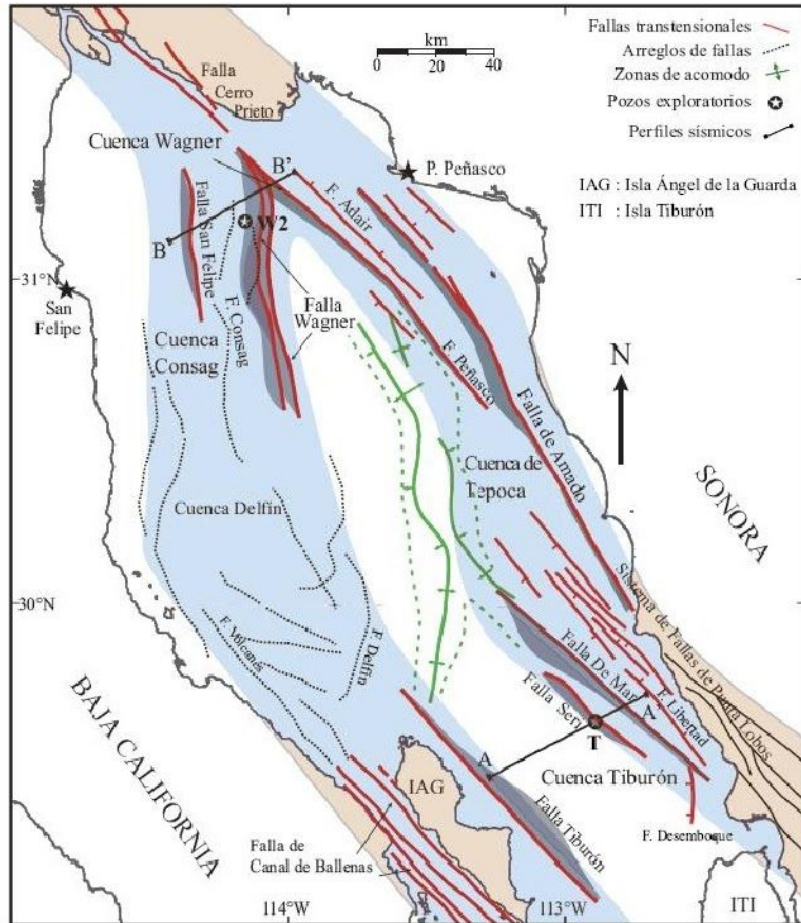 km
0 20 40 60
Fallas transtensionales
Arreglos de fallas
Zonas de acomodo
Pozos exploratorios
Perfiles sísmicos
IAG : Isla Ángel de la Guarda
ITI : Isla Tiburón
Falla
Cerro
Prieto
Cuenca Wagner
B'
P. Peñasco
F. Adair
Falla San Felipe
W2
B
31°N
San
Felipe
F. Consag
Falla
Wagner
Cuenca
Consag
F. Peñasco
N
Falla de Amado
Cuenca de
Tepoca
SONORA
Cuenca Delfín
30°N
Sistema de Fallas de Punta Lobos
F. Volcanes
F. Delfín
Falla De Mar
F. Libertad
Falla Seri
A'
T
BAJA CALIFORNIA
A
IAG
Cuenca Tiburón
Falla Tiburón
F. Desemboque
Falla de
Canal de Ballenas
114°W
113°W
ITI